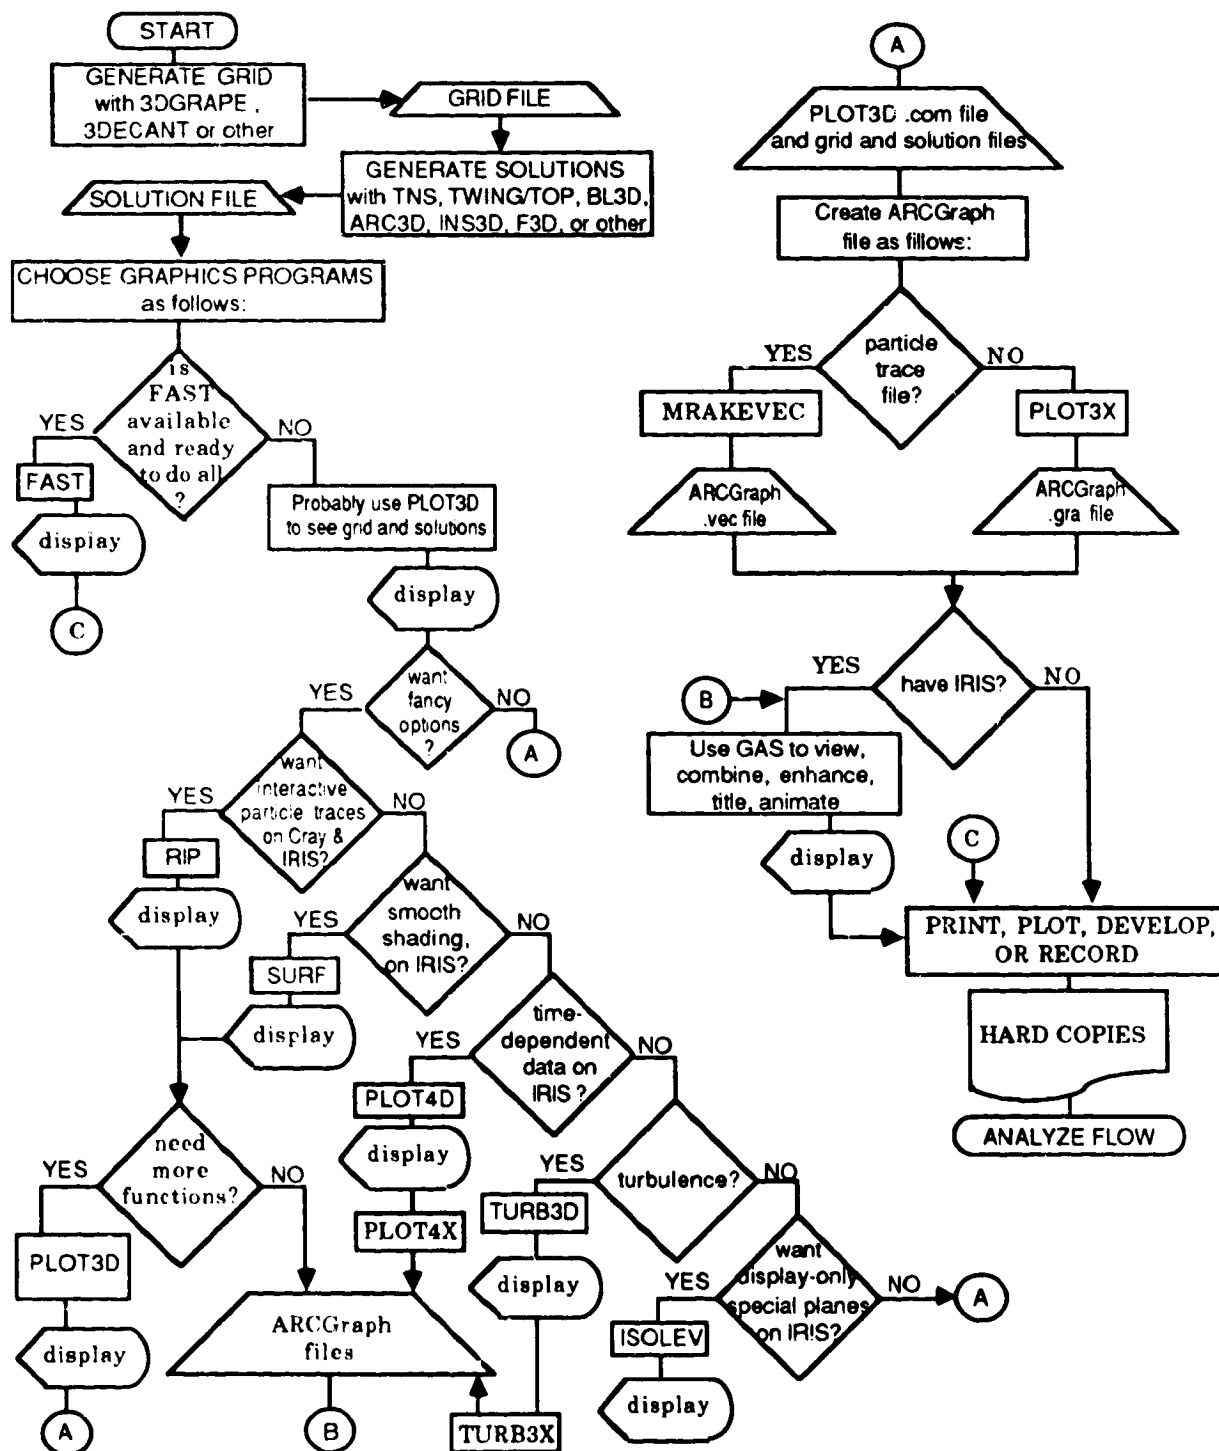 START
GENERATE GRID
with 3DGRAPE ,
3DECANT or other
GRID FILE
GENERATE SOLUTIONS
with TNS, TWING/TOP, BL3D,
ARC3D, INS3D, F3D, or other
SOLUTION FILE
CHOOSE GRAPHICS PROGRAMS
as follows:
is
FAST
available
and ready
to do all
?
YES
NO
FAST
display
C
Probably use PLOT3D
to see grid and solutions
display
want
fancy
options
?
YES
NO
A
want
interactive
particle traces
on Cray &
IRIS?
YES
NO
RIP
display
want
smooth
shading,
on IRIS?
YES
NO
SURF
display
time-
dependent
data on
IRIS ?
YES
NO
PLOT4D
display
PLOT4X
need
more
functions?
YES
NO
PLOT3D
display
A
ARCGraph
files
B
turbulence?
YES
NO
TURB3D
display
TURB3X
want
display-only
special planes
on IRIS?
YES
NO
A
ISOLEV
display
A
PLOT3D .com file
and grid and solution files
Create ARCGraph
file as fillows:
particle
trace
file?
YES
NO
MRAKEVEC
PLOT3X
ARCGraph
.vec file
ARCGraph
.gra file
have IRIS?
YES
NO
B
Use GAS to view,
combine, enhance,
title, animate
display
C
PRINT, PLOT, DEVELOP,
OR RECORD
HARD COPIES
ANALYZE FLOW